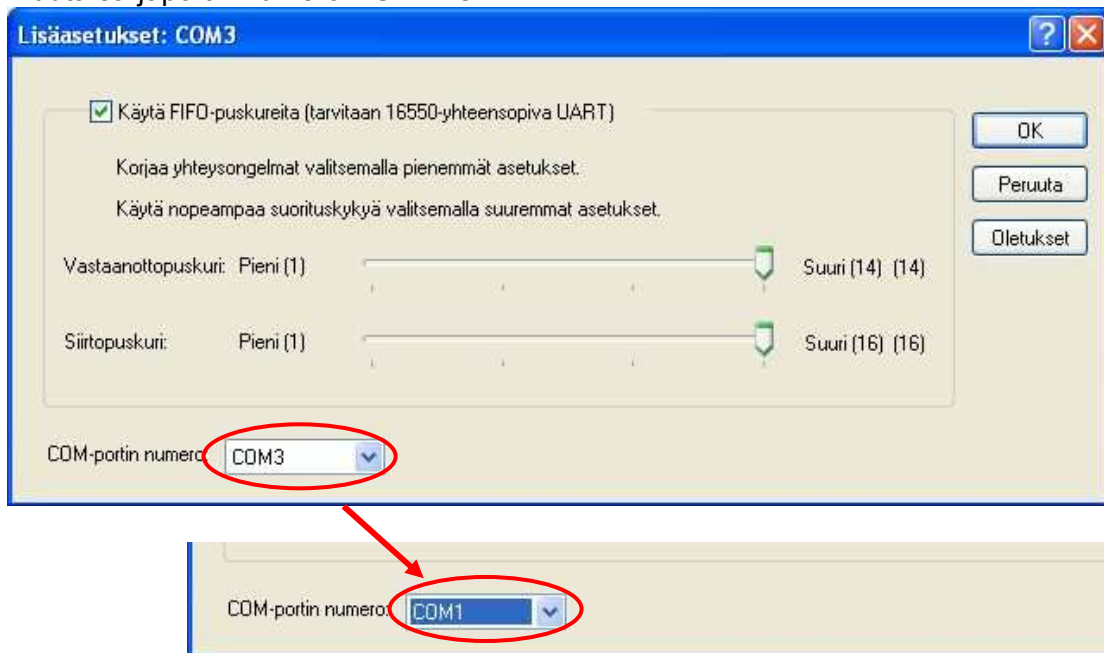 Lisäasetukset: COM3
Käytä FIFO-puskureita (tarvitaan 16550-yhteensopiva UART)
OK
Korjaa yhteysongelmat valitsemalla pienemmät asetukset.
Peruuta
Käytä nopeampaa suorituskykyä valitsemalla suuremmat asetukset.
Oletukset
Vastaanottopuskuri: Pieni (1) Suuri (14) (14)
Siirtopuskuri: Pieni (1) Suuri (16) (16)
COM-portin numero: COM3
COM-portin numero: COM1